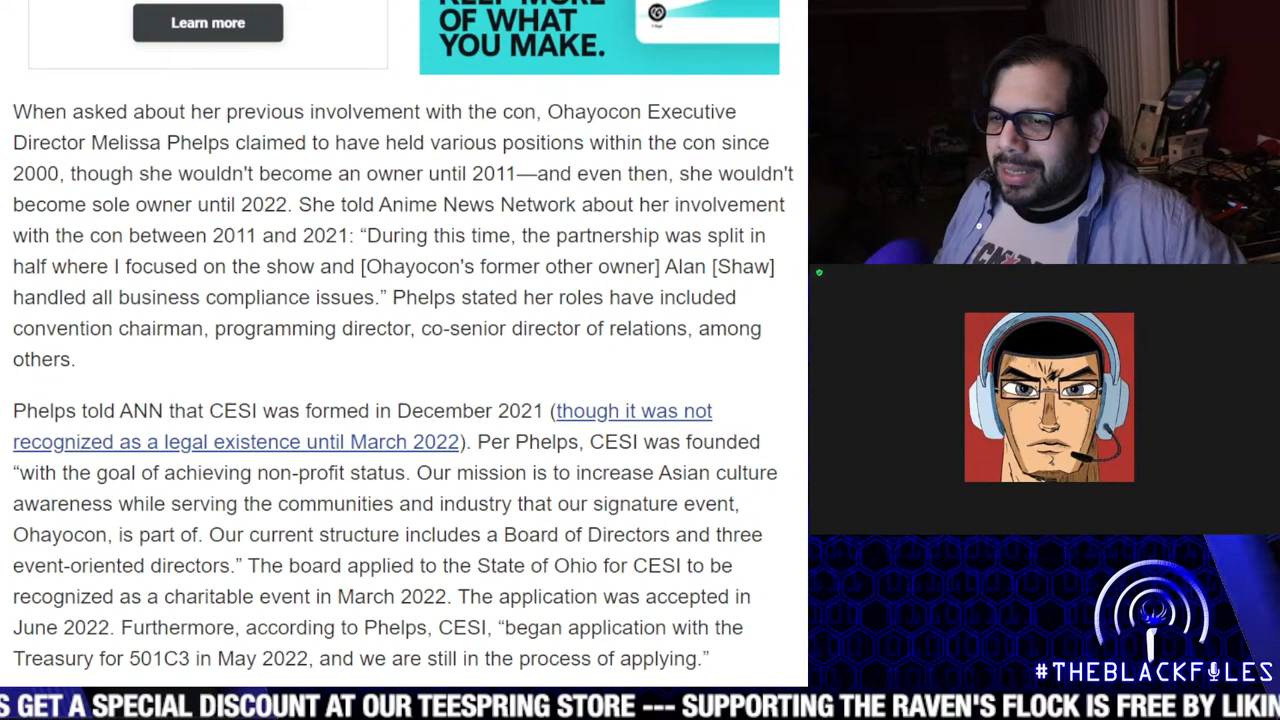 Learn more
KEEP MORE
OF WHAT
YOU MAKE.
When asked about her previous involvement with the con, Ohayocon Executive
Director Melissa Phelps claimed to have held various positions within the con since
2000, though she wouldn't become an owner until 2011—and even then, she wouldn't
become sole owner until 2022. She told Anime News Network about her involvement
with the con between 2011 and 2021: “During this time, the partnership was split in
half where I focused on the show and [Ohayocon's former other owner] Alan [Shaw]
handled all business compliance issues.” Phelps stated her roles have included
convention chairman, programming director, co-senior director of relations, among
others.
Phelps told ANN that CESI was formed in December 2021 (though it was not
recognized as a legal existence until March 2022). Per Phelps, CESI was founded
“with the goal of achieving non-profit status. Our mission is to increase Asian culture
awareness while serving the communities and industry that our signature event,
Ohayocon, is part of. Our current structure includes a Board of Directors and three
event-oriented directors.” The board applied to the State of Ohio for CESI to be
recognized as a charitable event in March 2022. The application was accepted in
June 2022. Furthermore, according to Phelps, CESI, “began application with the
Treasury for 501C3 in May 2022, and we are still in the process of applying.”
#THEBLACKFILES
S GET A SPECIAL DISCOUNT AT OUR TEESPRING STORE --- SUPPORTING THE RAVEN'S FLOCK IS FREE BY LIKIN